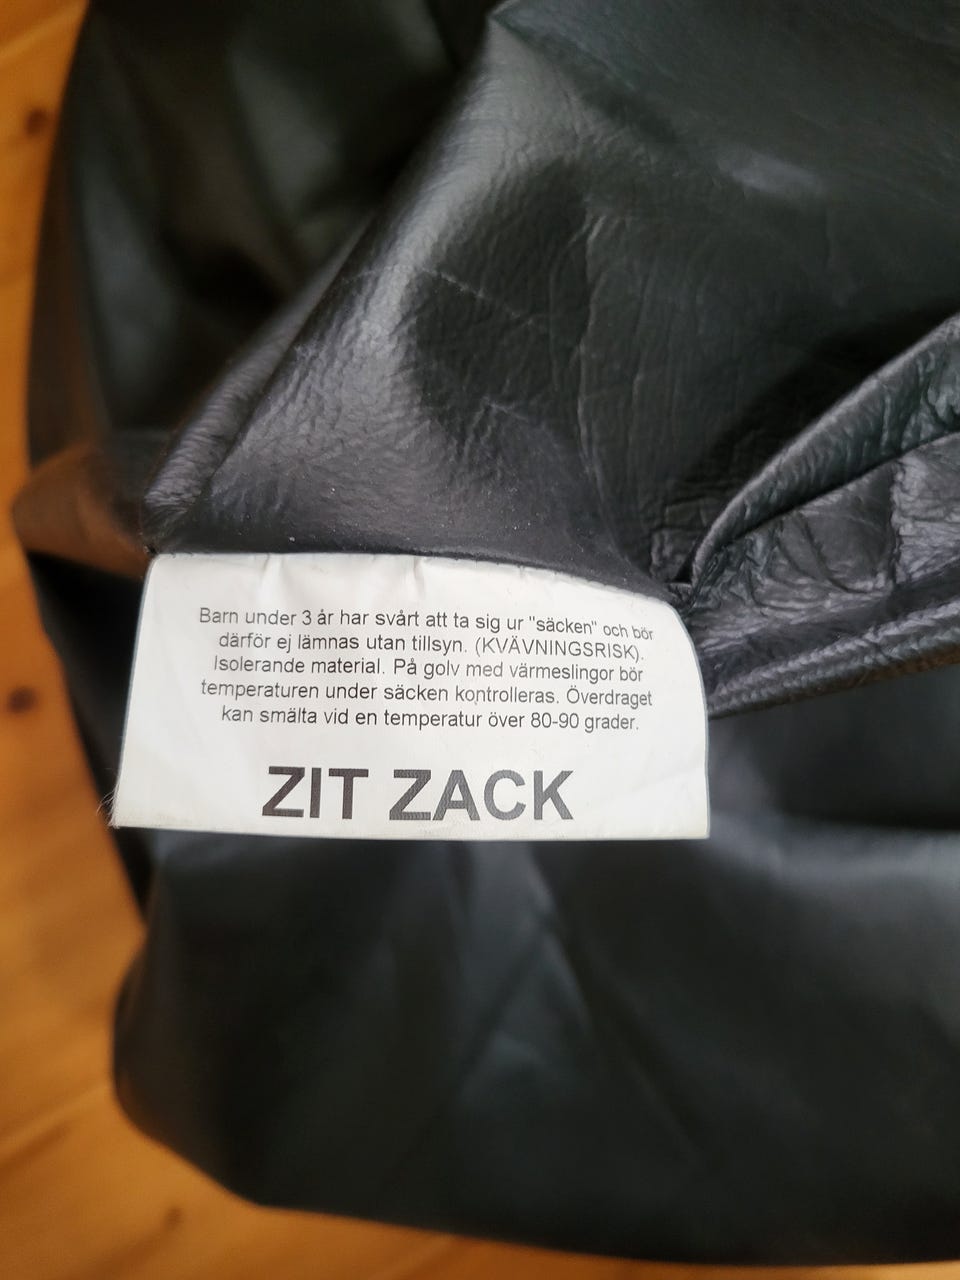 Barn under 3 år har svårt att ta sig ur "säcken" och bör
därför ej lämnas utan tillsyn. (KVÄVNINGSRISK).
Isolerande material. På golv med värmeslingor bör
temperaturen under säcken kontrolleras. Överdraget
kan smälta vid en temperatur över 80-90 grader.
ZIT ZACK